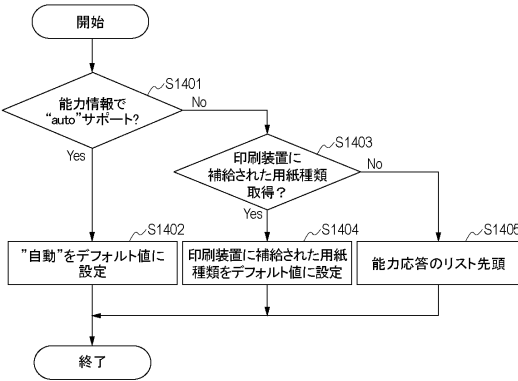 開始
S1401
能力情報で
“auto”サポート?
No
Yes
S1403
印刷装置に
補給された用紙種類
取得？
No
Yes
S1402
”自動”をデフォルト値に
設定
S1404
印刷装置に補給された用紙
種類をデフォルト値に設定
S1405
能力応答のリスト先頭
終了